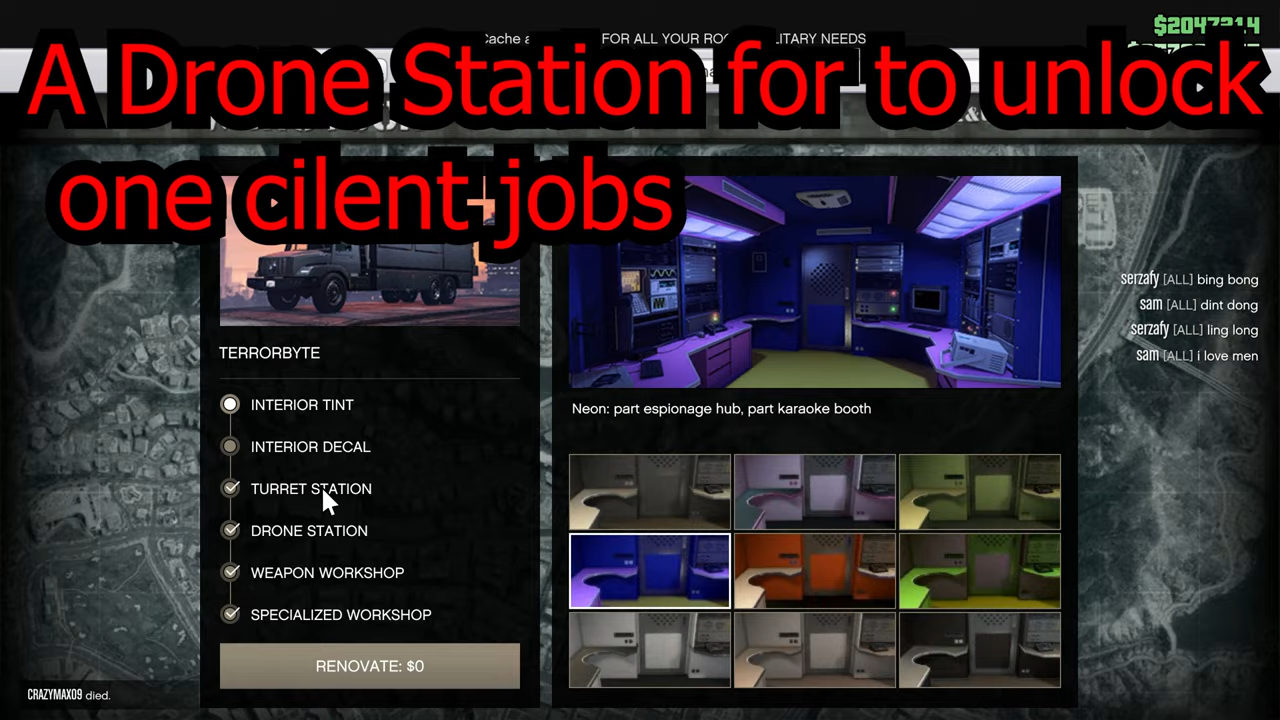 $2047214
FOR ALL YOUR
NEEDS
A Drone Station for to unlock
one cilent jobs
TERRORBYTE
INTERIOR TINT
INTERIOR DECAL
TURRET STATION
DRONE STATION
WEAPON WORKSHOP
SPECIALIZED WORKSHOP
RENOVATE: $0
Neon: part espionage hub, part karaoke booth
serzafy [ALL] bing bong
sam [ALL] dint dong
serzafy [ALL] ling long
sam [ALL] i love men
CRAZYMAX09 died.